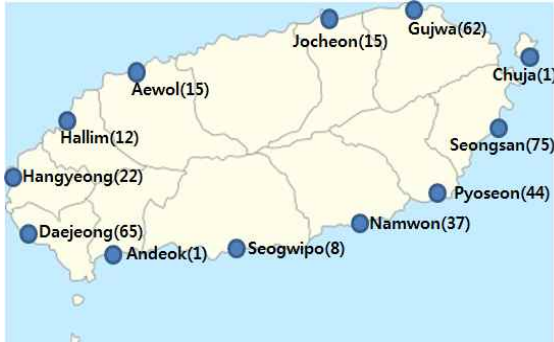 Gujwa(62)
Jocheon(15)
Chuja(1)
Aewol(15)
Hallim(12)
Seongsan(75)
Hangyeong(22)
Pyoseon(44)
Namwon(37)
Daejeong(65)
Andeok(1)
Seogwipo(8)